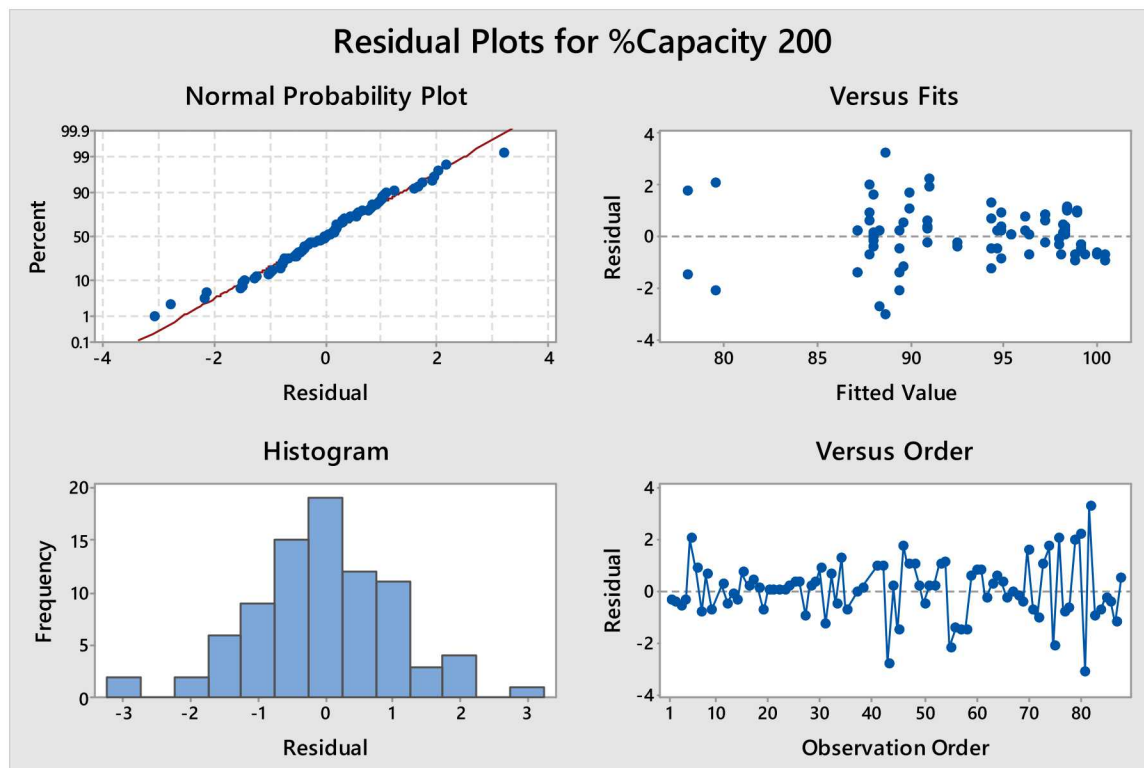 Residual Plots for %Capacity 200
Normal Probability Plot
99.9
99
90
50
10
1
0.1
Percent
-4 -2 0 2 4
Residual
Versus Fits
4
2
0
-2
-4
Residual
80 85 90 95 100
Fitted Value
Histogram
20
15
10
5
0
Frequency
-3 -2 -1 0 1 2 3
Residual
Versus Order
4
2
0
-2
-4
Residual
1 10 20 30 40 50 60 70 80
Observation Order